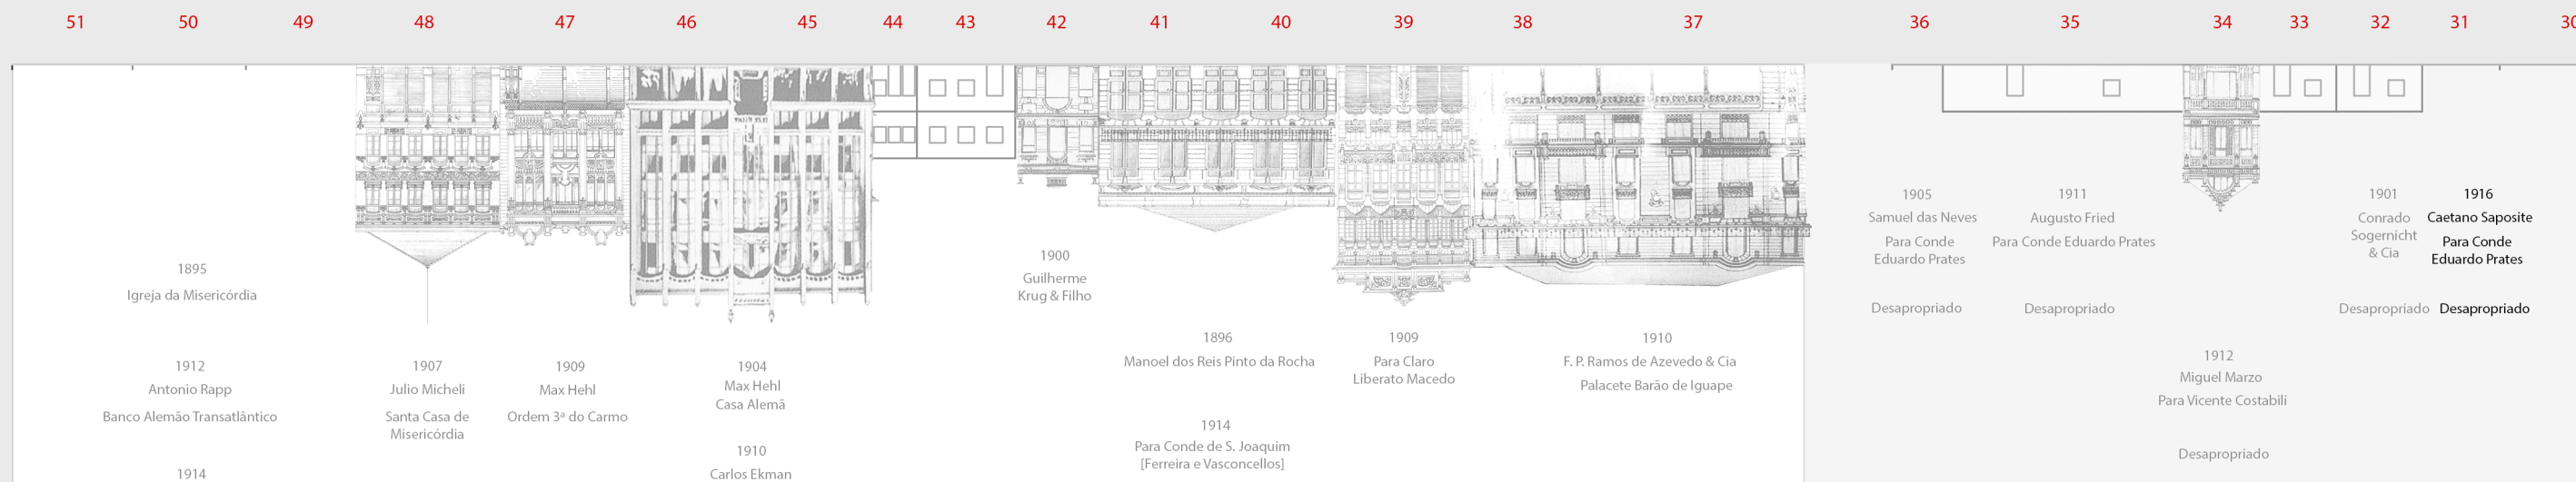 51 50 49 48 47 46 45 44 43 42 41 40 39 38 37 36 35 34 33 32 31 30
1895
Igreja da Misericórdia
1912
Antonio Rapp
Banco Alemão Transatlântico
1914
1907
Julio Micheli
Santa Casa de
Misericórdia
1909
Max Hehl
Ordem 3ª do Carmo
1904
Max Hehl
Casa Alemã
1910
Carlos Ekman
1900
Guilherme
Krug & Filho
1896
Manoel dos Reis Pinto da Rocha
1914
Para Conde de S. Joaquim
[Ferreira e Vasconcellos]
1909
Para Claro
Liberato Macedo
1910
F. P. Ramos de Azevedo & Cia
Palacete Barão de Iguape
1905
Samuel das Neves
Para Conde
Eduardo Prates
Desapropriado
1911
Augusto Fried
Para Conde Eduardo Prates
Desapropriado
1912
Miguel Marzo
Para Vicente Costabili
Desapropriado
1901
Conrado
Sogernicht
& Cia
Desapropriado
1916
Caetano Saposite
Para Conde
Eduardo Prates
Desapropriado